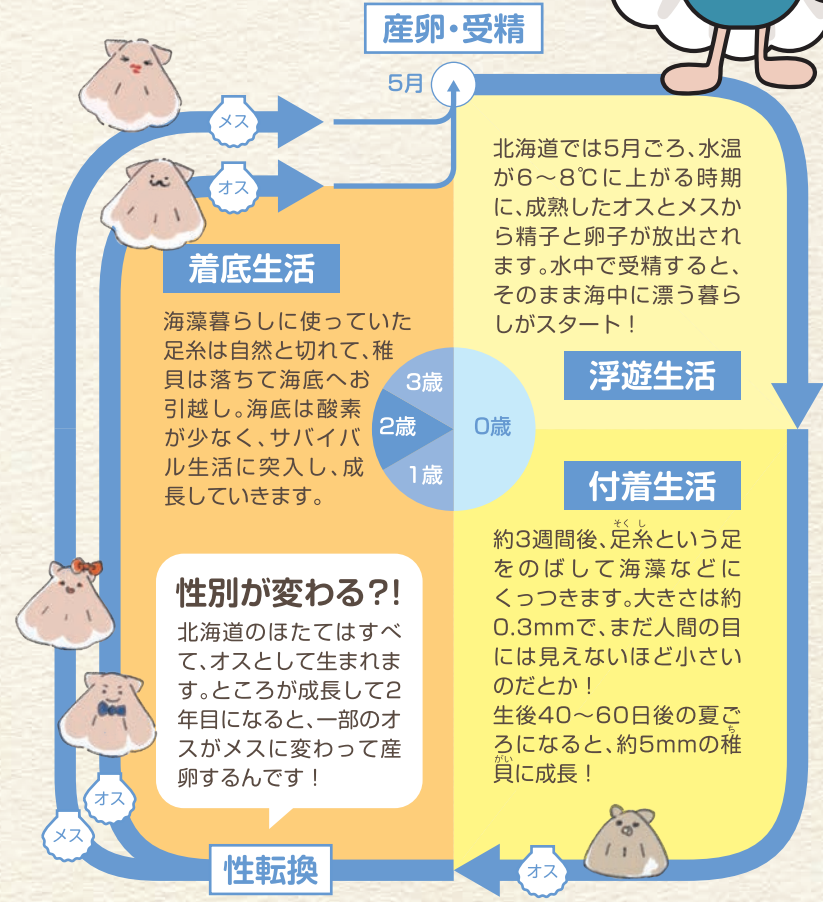 産卵・受精
5月
メス
オス
北海道では5月ごろ、水温
が6〜8℃に上がる時期
に、成熟したオスとメスか
ら精子と卵子が放出され
ます。水中で受精すると、
そのまま海中に漂う暮ら
しがスタート！
浮遊生活
付着生活
約3週間後、足糸という足
そくし
をのばして海藻などに
くっつきます。大きさは約
0.3mmで、まだ人間の目
には見えないほど小さい
のだとか！
生後40〜60日後の夏ご
ろになると、約5mmの稚
ち
貝に成長！
がい
オス
性転換
オス
メス
着底生活
海藻暮らしに使っていた
足糸は自然と切れて、稚
貝は落ちて海底へお
引越し。海底は酸素
が少なく、サバイバ
ル生活に突入し、成
長していきます。
3歳
2歳
1歳
0歳
性別が変わる?!
北海道のほたてはすべ
て、オスとして生まれま
す。ところが成長して2
年目になると、一部のオ
スがメスに変わって産
卵するんです！